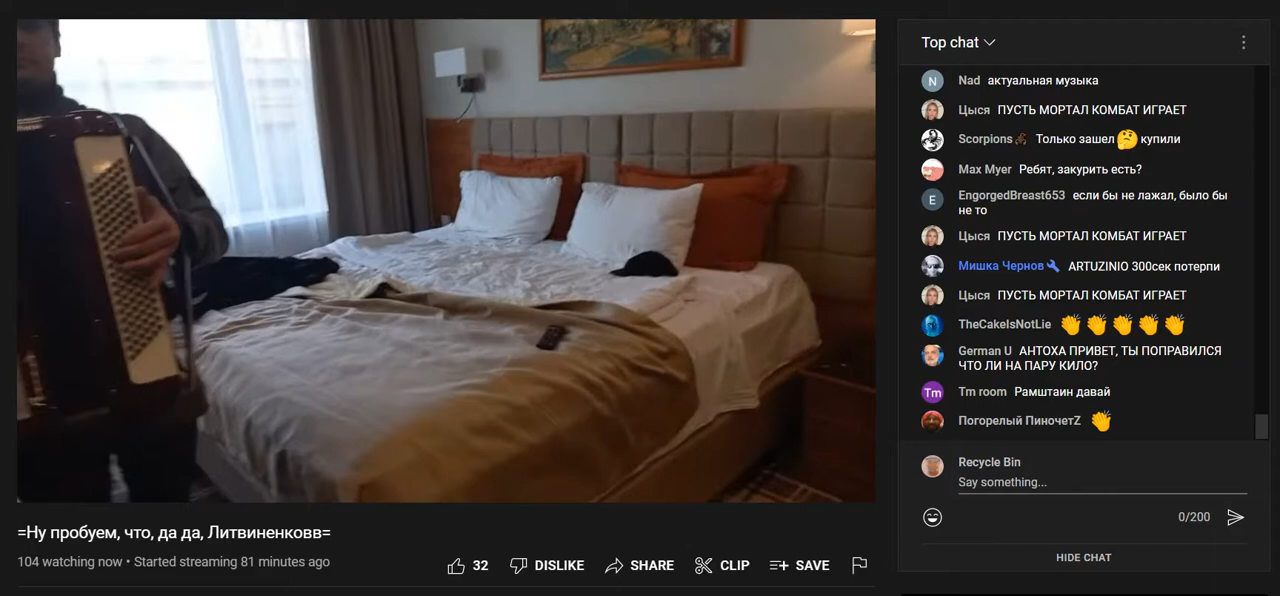 Top chat
Nad актуальная музыка
Цыся ПУСТЬ МОРТАЛ КОМБАТ ИГРАЕТ
Scorpions Только зашел 🤔 купили
Max Myer Ребят, закурить есть?
EngorgedBreast653 если бы не лажал, было бы
не то
Цыся ПУСТЬ МОРТАЛ КОМБАТ ИГРАЕТ
Мишка Чернов ARTUZINIO 300сек потерпи
Цыся ПУСТЬ МОРТАЛ КОМБАТ ИГРАЕТ
TheCakeIsNotLie 👏👏👏👏👏
German U АНТОХА ПРИВЕТ, ТЫ ПОПРАВИЛСЯ
ЧТО ЛИ НА ПАРУ КИЛО?
Tm room Рамштаин давай
Погорелый ПиночетZ 👏
N
E
Tm
Recycle Bin
Say something...
0/200
HIDE CHAT
=Ну пробуем, что, да да, Литвиненковв=
104 watching now • Started streaming 81 minutes ago
32 DISLIKE SHARE CLIP SAVE